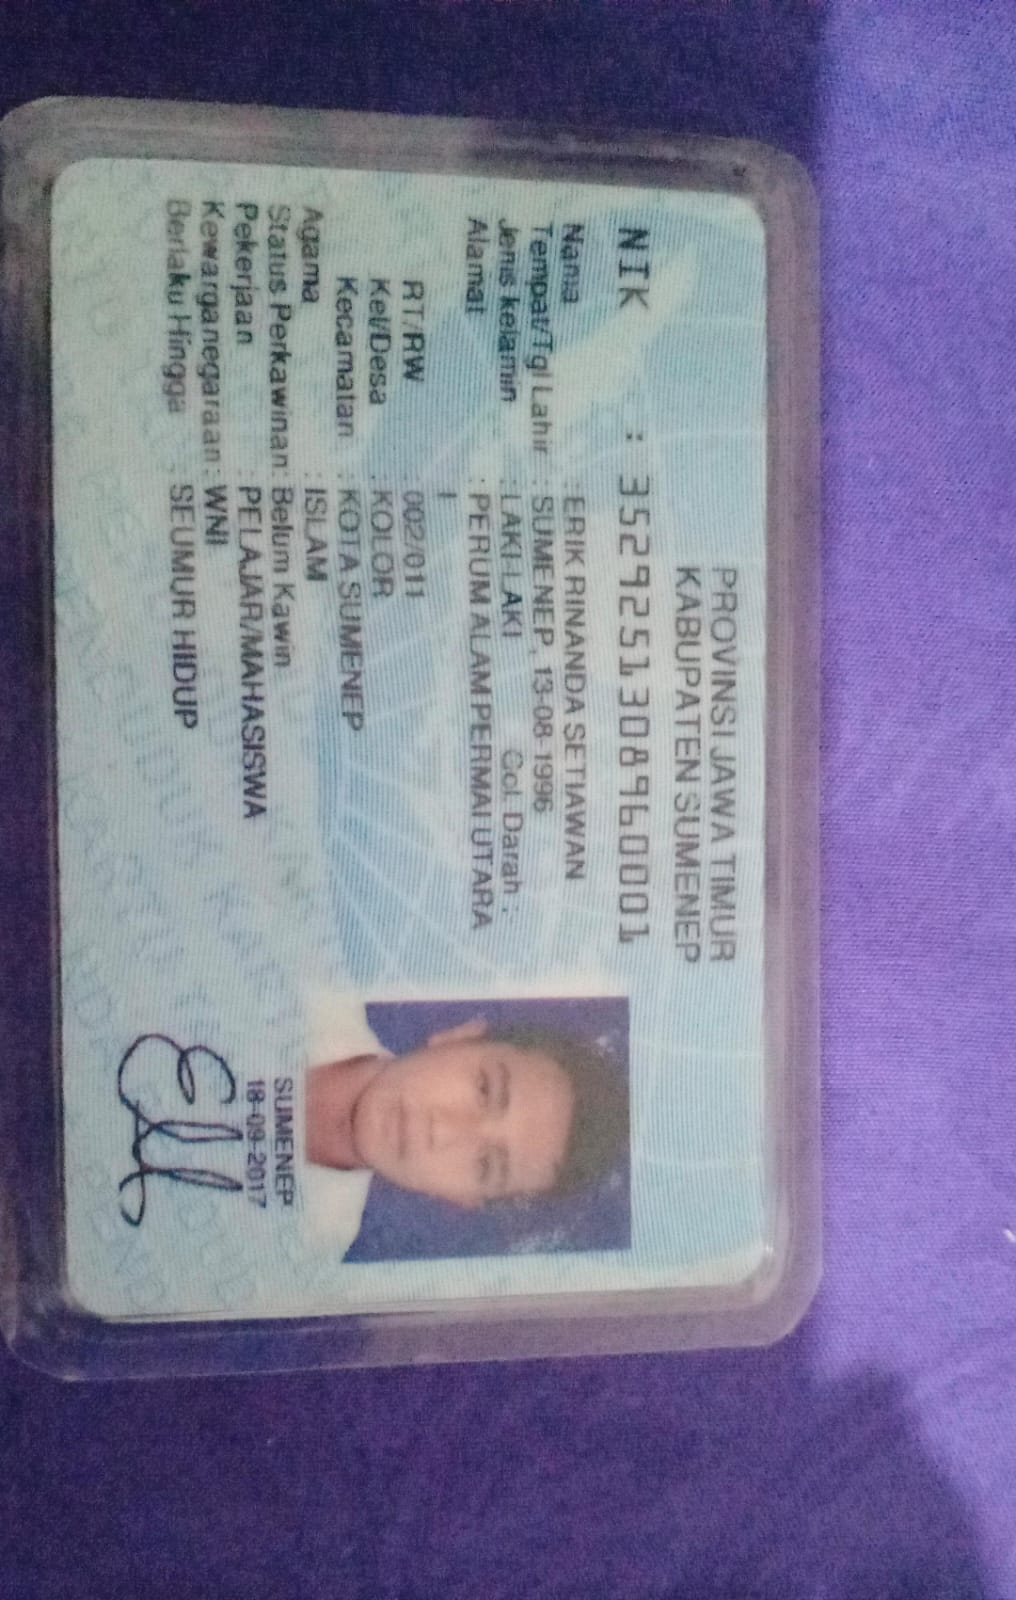 PROVINSI JAWA TIMUR
KABUPATEN SUMENEP
NIK : 3529251308960001
Nama : ERIK RINANDA SETIAWAN
Tempat/Tgl Lahir : SUMENEP, 13-08-1996
Jenis kelamin : LAKI-LAKI Gol. Darah :
Alamat : PERUM ALAM PERMAI UTARA
I
RT/RW : 002/011
Kel/Desa : KOLOR
Kecamatan : KOTA SUMENEP
Agama : ISLAM
Status Perkawinan: Belum Kawin
Pekerjaan : PELAJAR/MAHASISWA
Kewarganegaraan: WNI
Berlaku Hingga : SEUMUR HIDUP
SUMENEP
18-09-2017